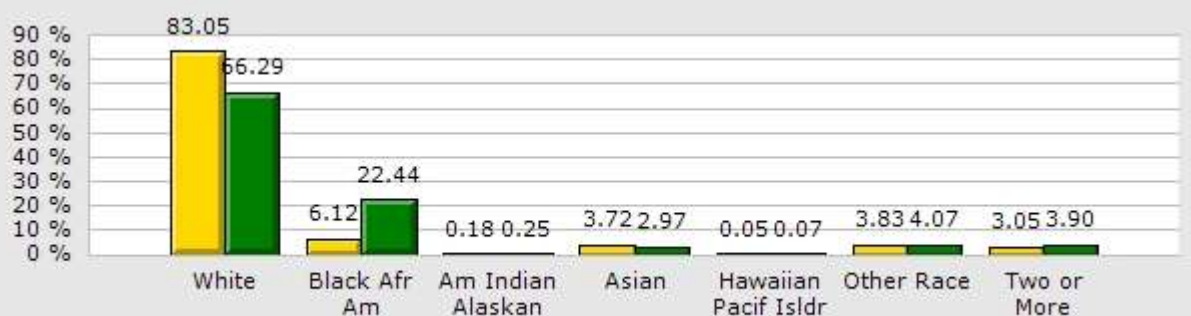 90 %
80 %
70 %
60 %
50 %
40 %
30 %
20 %
10 %
0 %
83.05
66.29
6.12
22.44
0.18 0.25
3.72 2.97
0.05 0.07
3.83 4.07
3.05 3.90
White
Black Afr
Am
Am Indian
Alaskan
Asian
Hawaiian
Pacif Isldr
Other Race
Two or
More